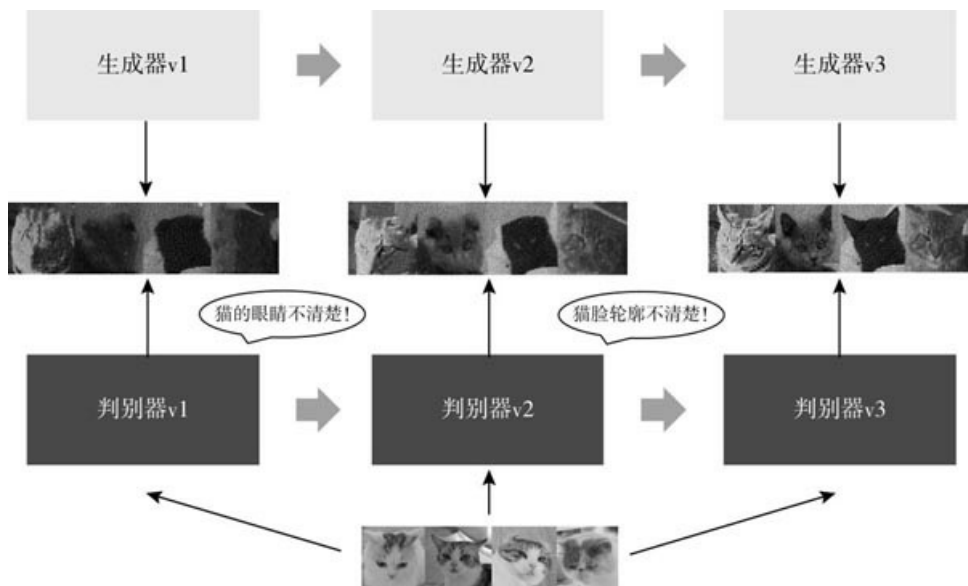 生成器v1
生成器v2
生成器v3
猫的眼睛不清楚！
猫脸轮廓不清楚！
判别器v1
判别器v2
判别器v3